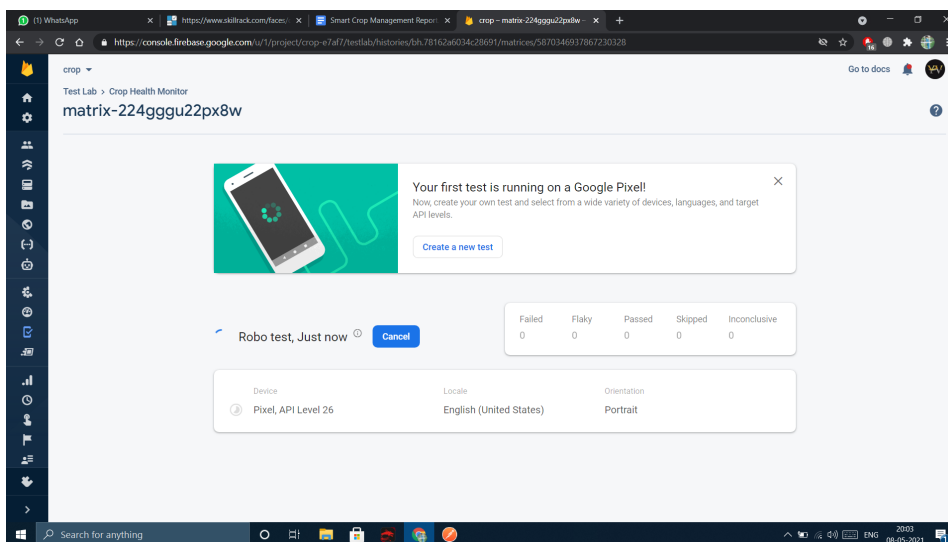 (1) WhatsApp
https://www.skillrack.com/faces/
Smart Crop Management Report
crop – matrix-224gggu22px8w –
https://console.firebase.google.com/u/1/project/crop-e7af7/testlab/histories/bh.78162a6034c28691/matrices/5870346937867230328
16
crop
Go to docs
Test Lab > Crop Health Monitor
matrix-224gggu22px8w
Your first test is running on a Google Pixel!
Now, create your own test and select from a wide variety of devices, languages, and target
API levels.
Create a new test
Robo test, Just now
Cancel
Failed Flaky Passed Skipped Inconclusive
0 0 0 0 0
Device Locale Orientation
Pixel, API Level 26 English (United States) Portrait
Search for anything
ENG
20:03
08-05-2021